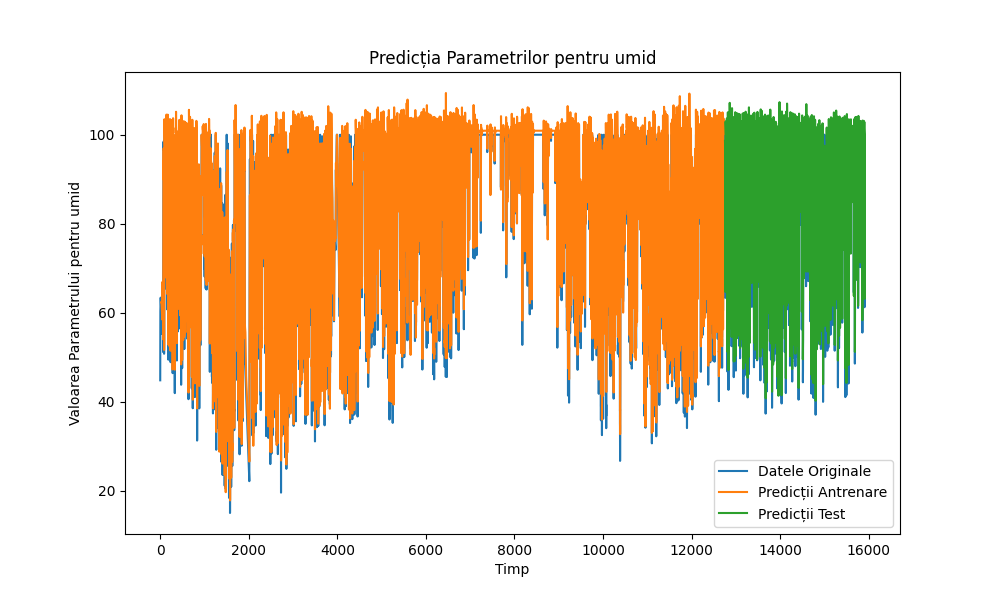 Predicția Parametrilor pentru umid
Valoarea Parametrului pentru umid
100
80
60
40
20
0
2000
4000
6000
8000
10000
12000
14000
16000
Timp
Datele Originale
Predicții Antrenare
Predicții Test